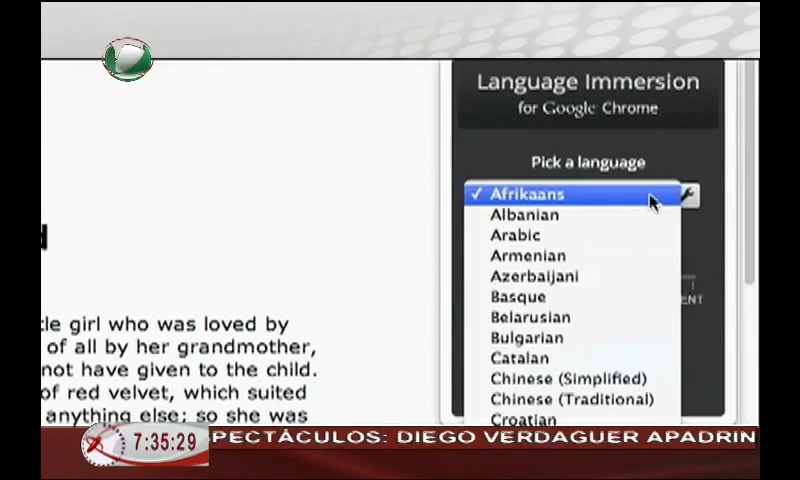 Language Immersion
for Google Chrome
Pick a language
✓ Afrikaans
Albanian
Arabic
Armenian
Azerbaijani
Basque
Belarusian
Bulgarian
Catalan
Chinese (Simplified)
Chinese (Traditional)
Croatian
ENT
d
tle girl who was loved by
of all by her grandmother,
not have given to the child.
of red velvet, which suited
anything else; so she was
7:35:29
PECTÁCULOS: DIEGO VERDAGUER APADRIN